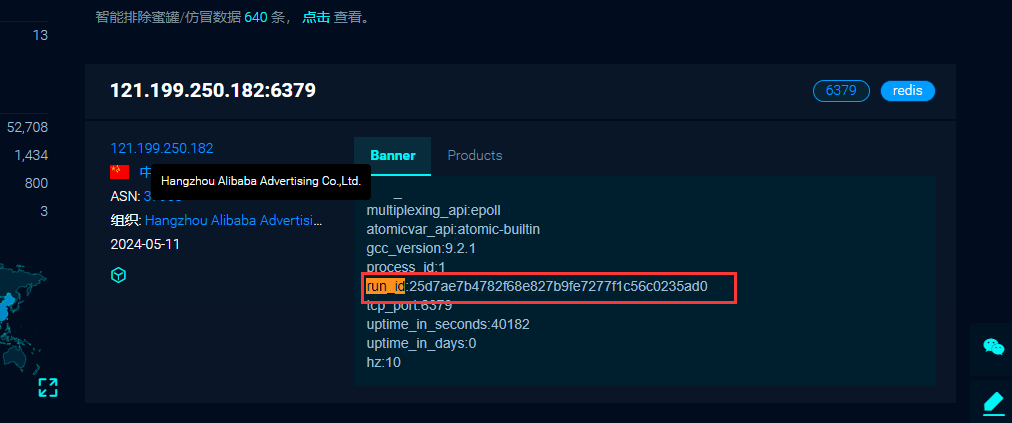 智能排除蜜罐/仿冒数据 640 条， 点击 查看。
13
121.199.250.182:6379
6379
redis
52,708
1,434
800
3
121.199.250.182
中
Hangzhou Alibaba Advertising Co.,Ltd.
ASN:
组织: Hangzhou Alibaba Advertisi...
2024-05-11
Banner
Products
multiplexing_api:epoll
atomicvar_api:atomic-builtin
gcc_version:9.2.1
process_id:1
run_id:25d7ae7b4782f68e827b9fe7277f1c56c0235ad0
tcp_port:6379
uptime_in_seconds:40182
uptime_in_days:0
hz:10